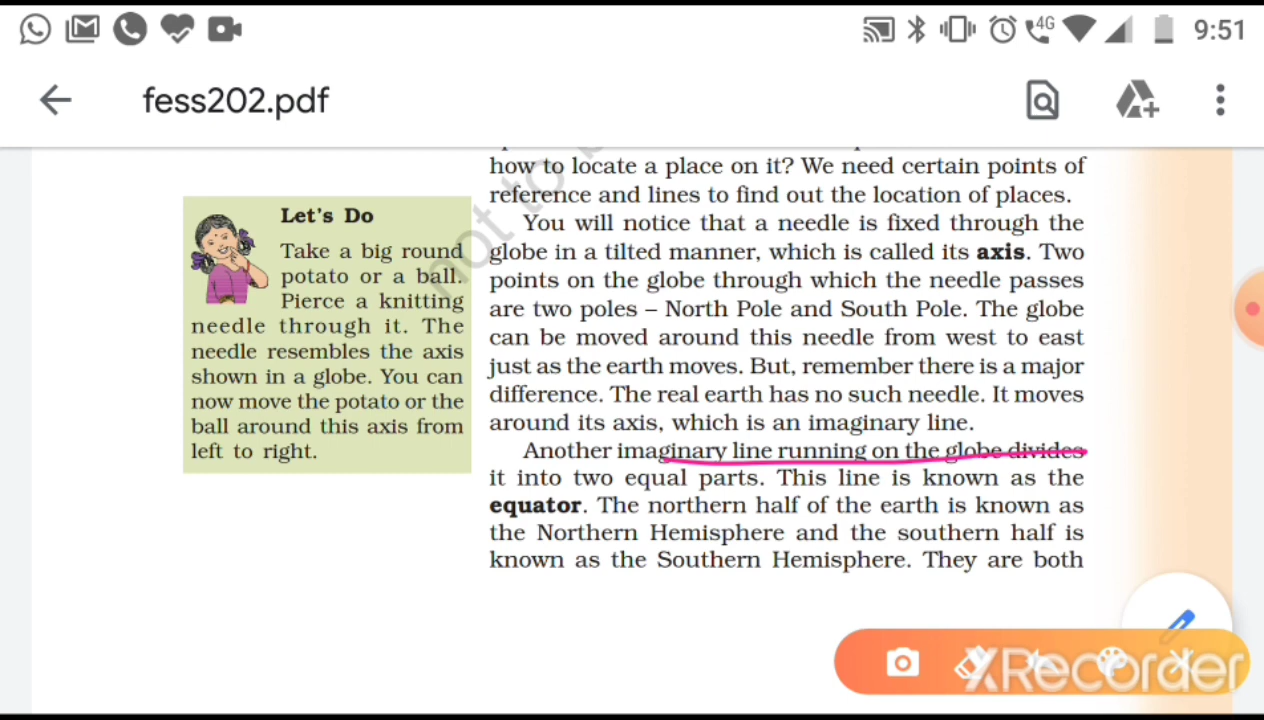 4G 9:51
fess202.pdf
how to locate a place on it? We need certain points of
reference and lines to find out the location of places.
You will notice that a needle is fixed through the
globe in a tilted manner, which is called its axis. Two
points on the globe through which the needle passes
are two poles – North Pole and South Pole. The globe
can be moved around this needle from west to east
just as the earth moves. But, remember there is a major
difference. The real earth has no such needle. It moves
around its axis, which is an imaginary line.
Another imaginary line running on the globe divides
it into two equal parts. This line is known as the
equator. The northern half of the earth is known as
the Northern Hemisphere and the southern half is
known as the Southern Hemisphere. They are both
Let's Do
Take a big round
potato or a ball.
Pierce a knitting
needle through it. The
needle resembles the axis
shown in a globe. You can
now move the potato or the
ball around this axis from
left to right.
not to
XRecorder